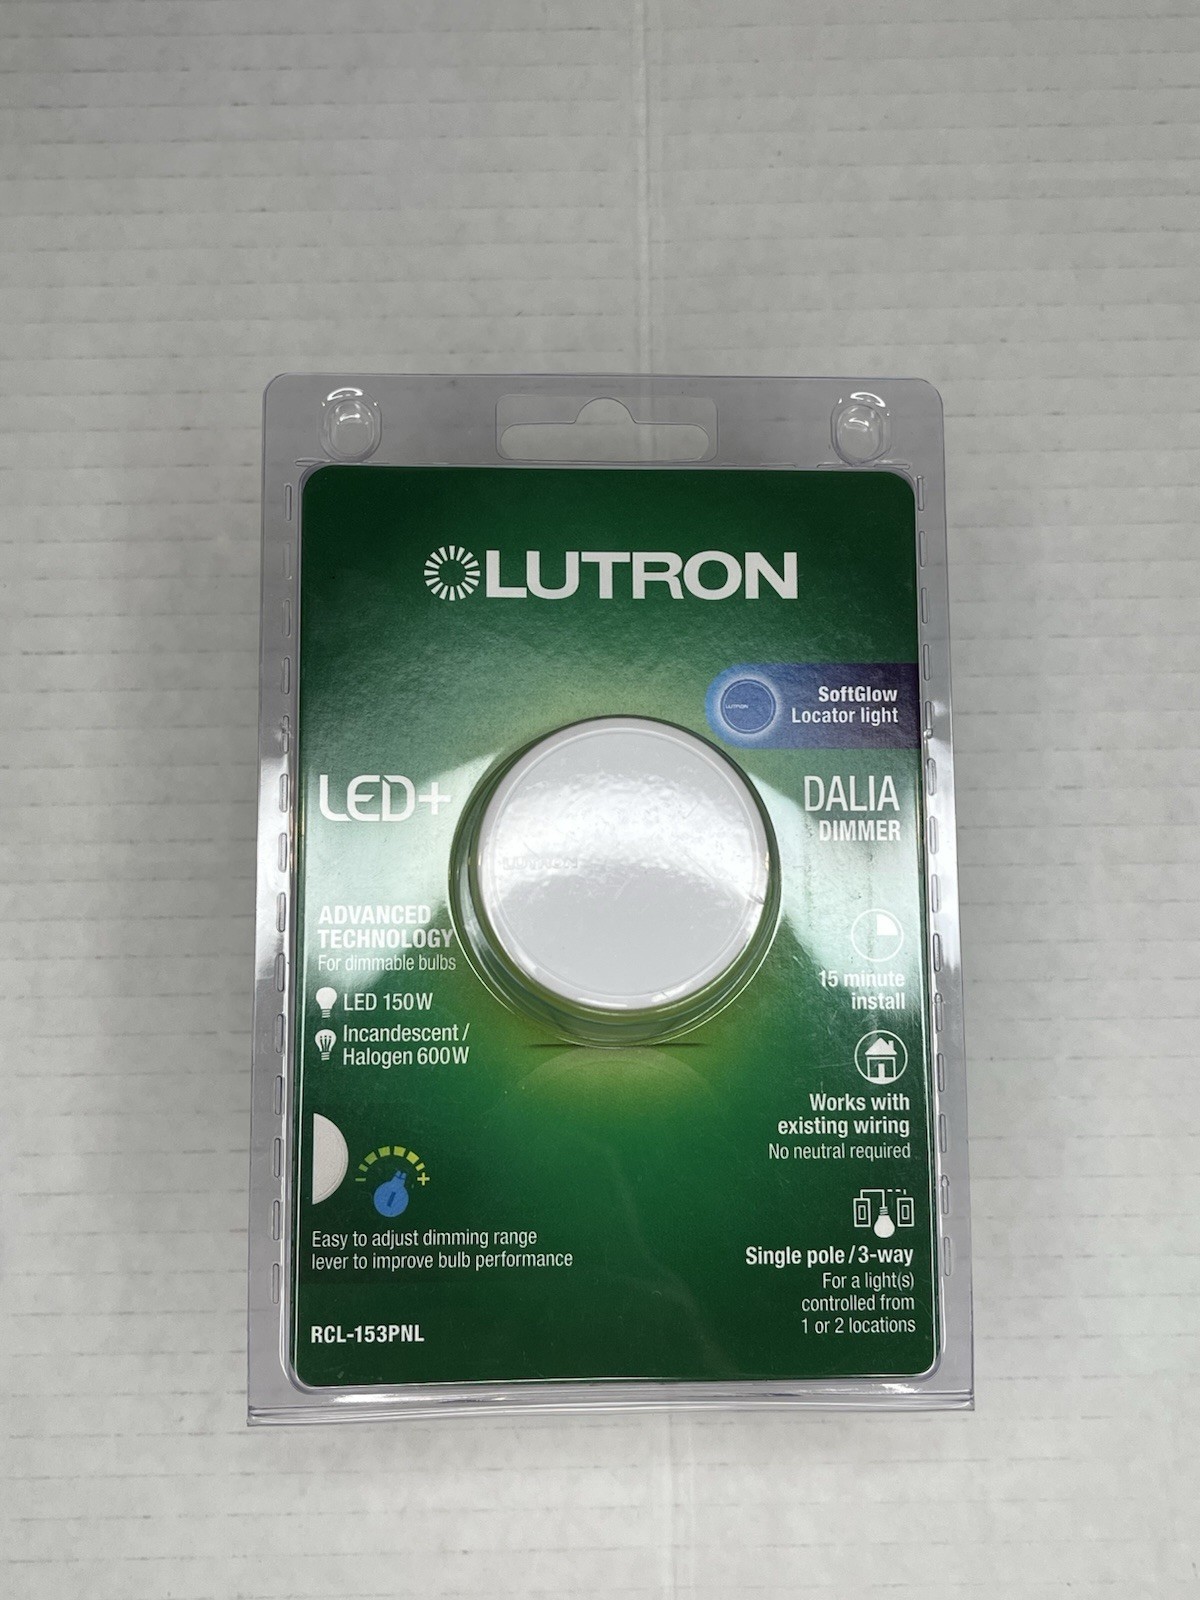 LUTRON
SoftGlow
Locator light
LUTRON
LED+
DALIA
DIMMER
LUTRON
ADVANCED
TECHNOLOGY
For dimmable bulbs
LED 150W
Incandescent /
Halogen 600W
15 minute
install
Works with
existing wiring
No neutral required
Easy to adjust dimming range
lever to improve bulb performance
Single pole / 3-way
For a light(s)
controlled from
1 or 2 locations
RCL-153PNL